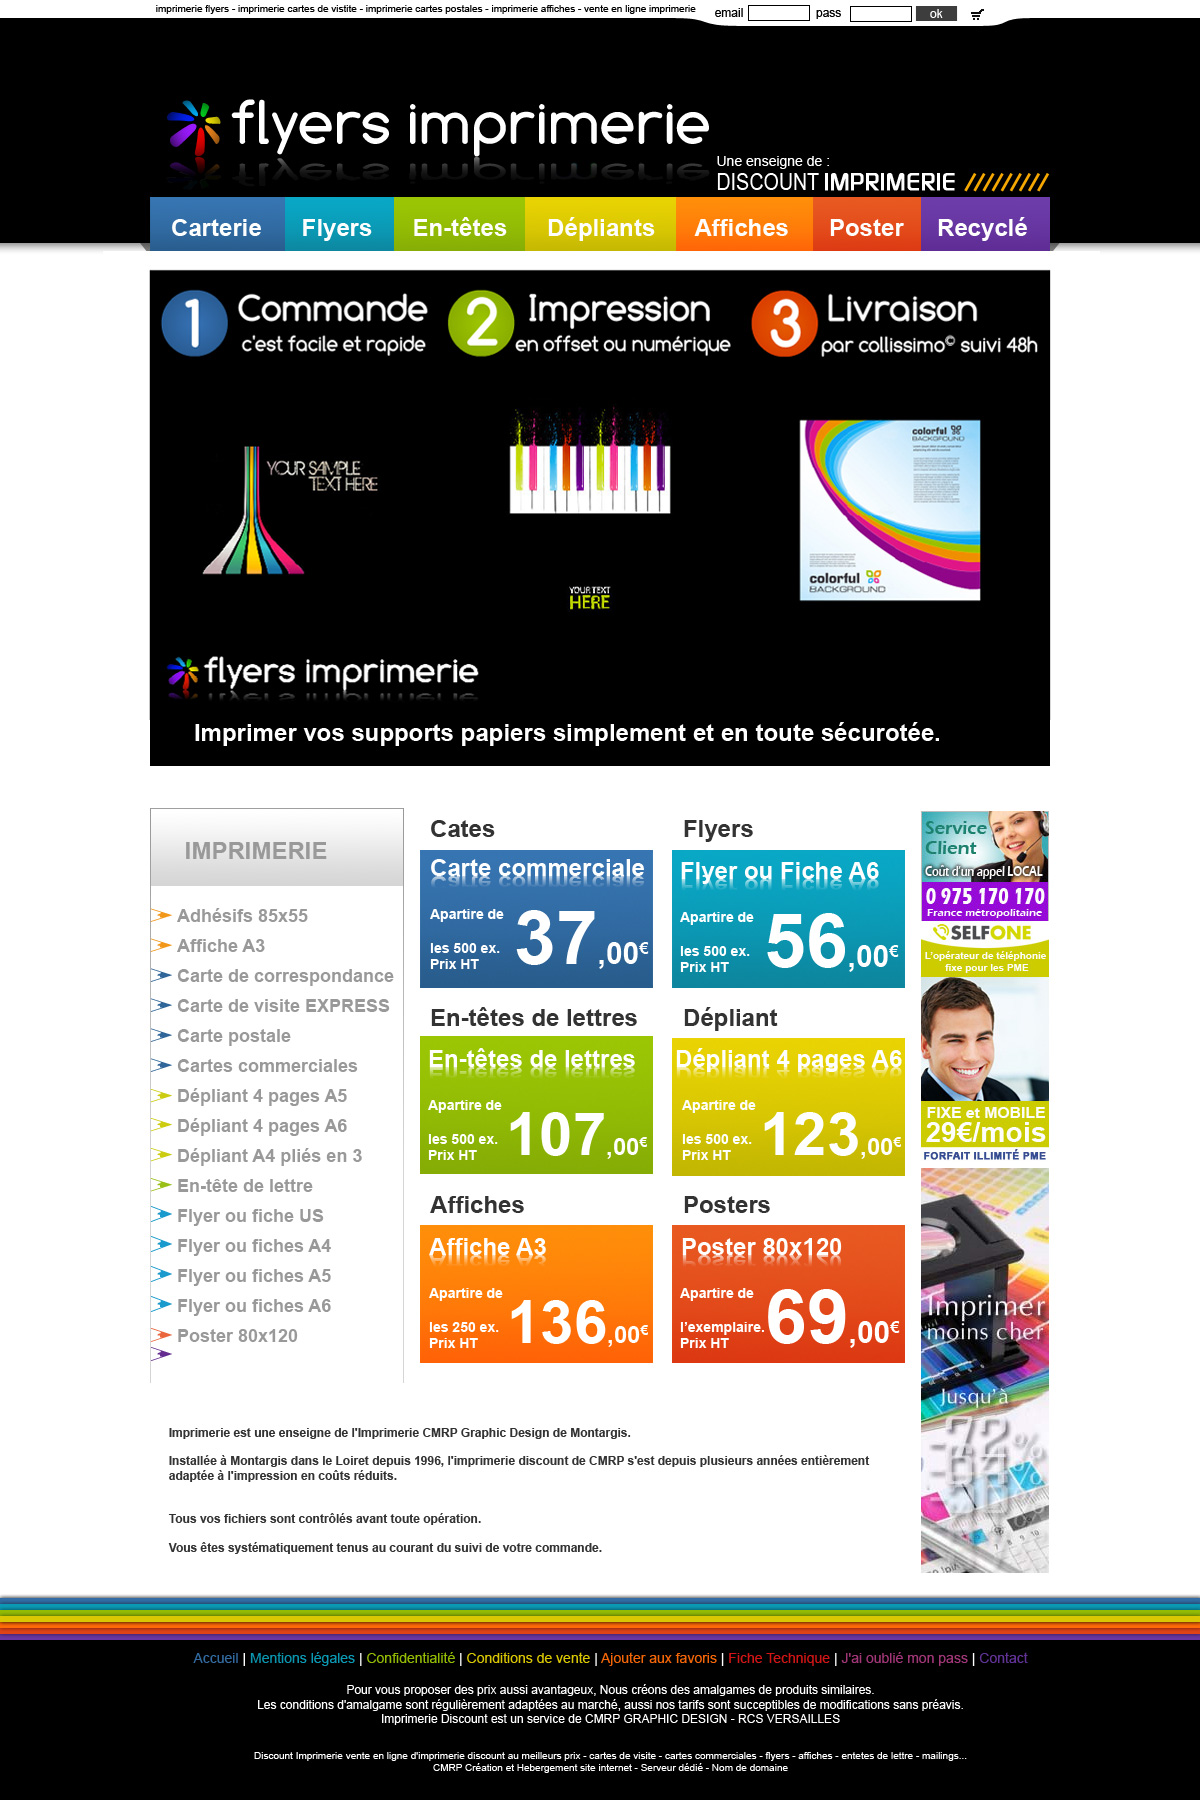 imprimerie flyers - imprimerie cartes de vistite - imprimerie cartes postales - imprimerie affiches - vente en ligne imprimerie
email pass ok
flyers imprimerie
Une enseigne de :
DISCOUNT IMPRIMERIE
Carterie Flyers En-têtes Dépliants Affiches Poster Recyclé
1 Commande
c'est facile et rapide
2 Impression
en offset ou numérique
3 Livraison
par collissimo© suivi 48h
YOUR SAMPLE
TEXT HERE
YOUR TEXT
HERE
colorful
BACKGROUND
colorful
BACKGROUND
flyers imprimerie
Imprimer vos supports papiers simplement et en toute sécurotée.
IMPRIMERIE
Adhésifs 85x55
Affiche A3
Carte de correspondance
Carte de visite EXPRESS
Carte postale
Cartes commerciales
Dépliant 4 pages A5
Dépliant 4 pages A6
Dépliant A4 pliés en 3
En-tête de lettre
Flyer ou fiche US
Flyer ou fiches A4
Flyer ou fiches A5
Flyer ou fiches A6
Poster 80x120
Cates
Carte commerciale
Apartire de
37,00€
les 500 ex.
Prix HT
Flyers
Flyer ou Fiche A6
Apartire de
56,00€
les 500 ex.
Prix HT
En-têtes de lettres
En-têtes de lettres
Apartire de
107,00€
les 500 ex.
Prix HT
Dépliant
Dépliant 4 pages A6
Apartire de
123,00€
les 500 ex.
Prix HT
Affiches
Affiche A3
Apartire de
136,00€
les 250 ex.
Prix HT
Posters
Poster 80x120
Apartire de
69,00€
l'exemplaire.
Prix HT
Service
Client
Coût d'un appel LOCAL
0 975 170 170
France métropolitaine
SELFONE
L'opérateur de téléphonie
fixe pour les PME
FIXE et MOBILE
29€/mois
FORFAIT ILLIMITÉ PME
Imprimer
moins cher
Jusqu'à
Imprimerie est une enseigne de l'Imprimerie CMRP Graphic Design de Montargis.
Installée à Montargis dans le Loiret depuis 1996, l'imprimerie discount de CMRP s'est depuis plusieurs années entièrement
adaptée à l'impression en coûts réduits.
Tous vos fichiers sont contrôlés avant toute opération.
Vous êtes systématiquement tenus au courant du suivi de votre commande.
Accueil | Mentions légales | Confidentialité | Conditions de vente | Ajouter aux favoris | Fiche Technique | J'ai oublié mon pass | Contact
Pour vous proposer des prix aussi avantageux, Nous créons des amalgames de produits similaires.
Les conditions d'amalgame sont régulièrement adaptées au marché, aussi nos tarifs sont succeptibles de modifications sans préavis.
Imprimerie Discount est un service de CMRP GRAPHIC DESIGN - RCS VERSAILLES
Discount Imprimerie vente en ligne d'imprimerie discount au meilleurs prix - cartes de visite - cartes commerciales - flyers - affiches - entetes de lettre - mailings...
CMRP Création et Hebergement site internet - Serveur dédié - Nom de domaine